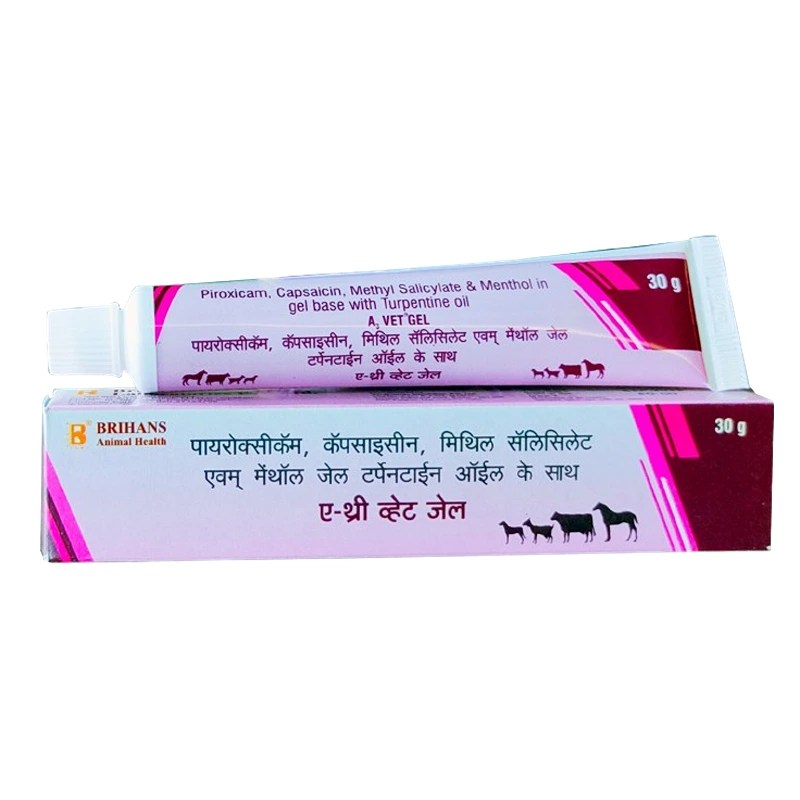 Piroxicam, Capsaicin, Methyl Salicylate & Menthol in
gel base with Turpentine oil
A₃ VET® GEL
पायरोक्सीकॅम, कॅपसाइसीन, मिथिल सॅलिसिलेट एवम् मेंथॉल जेल
टर्पेनटाईन ऑईल के साथ
ए-थ्री व्हेट जेल
30 g
BRIHANS
Animal Health
पायरोक्सीकॅम, कॅपसाइसीन, मिथिल सॅलिसिलेट
एवम् मेंथॉल जेल टर्पेनटाईन ऑईल के साथ
ए-थ्री व्हेट जेल
30 g